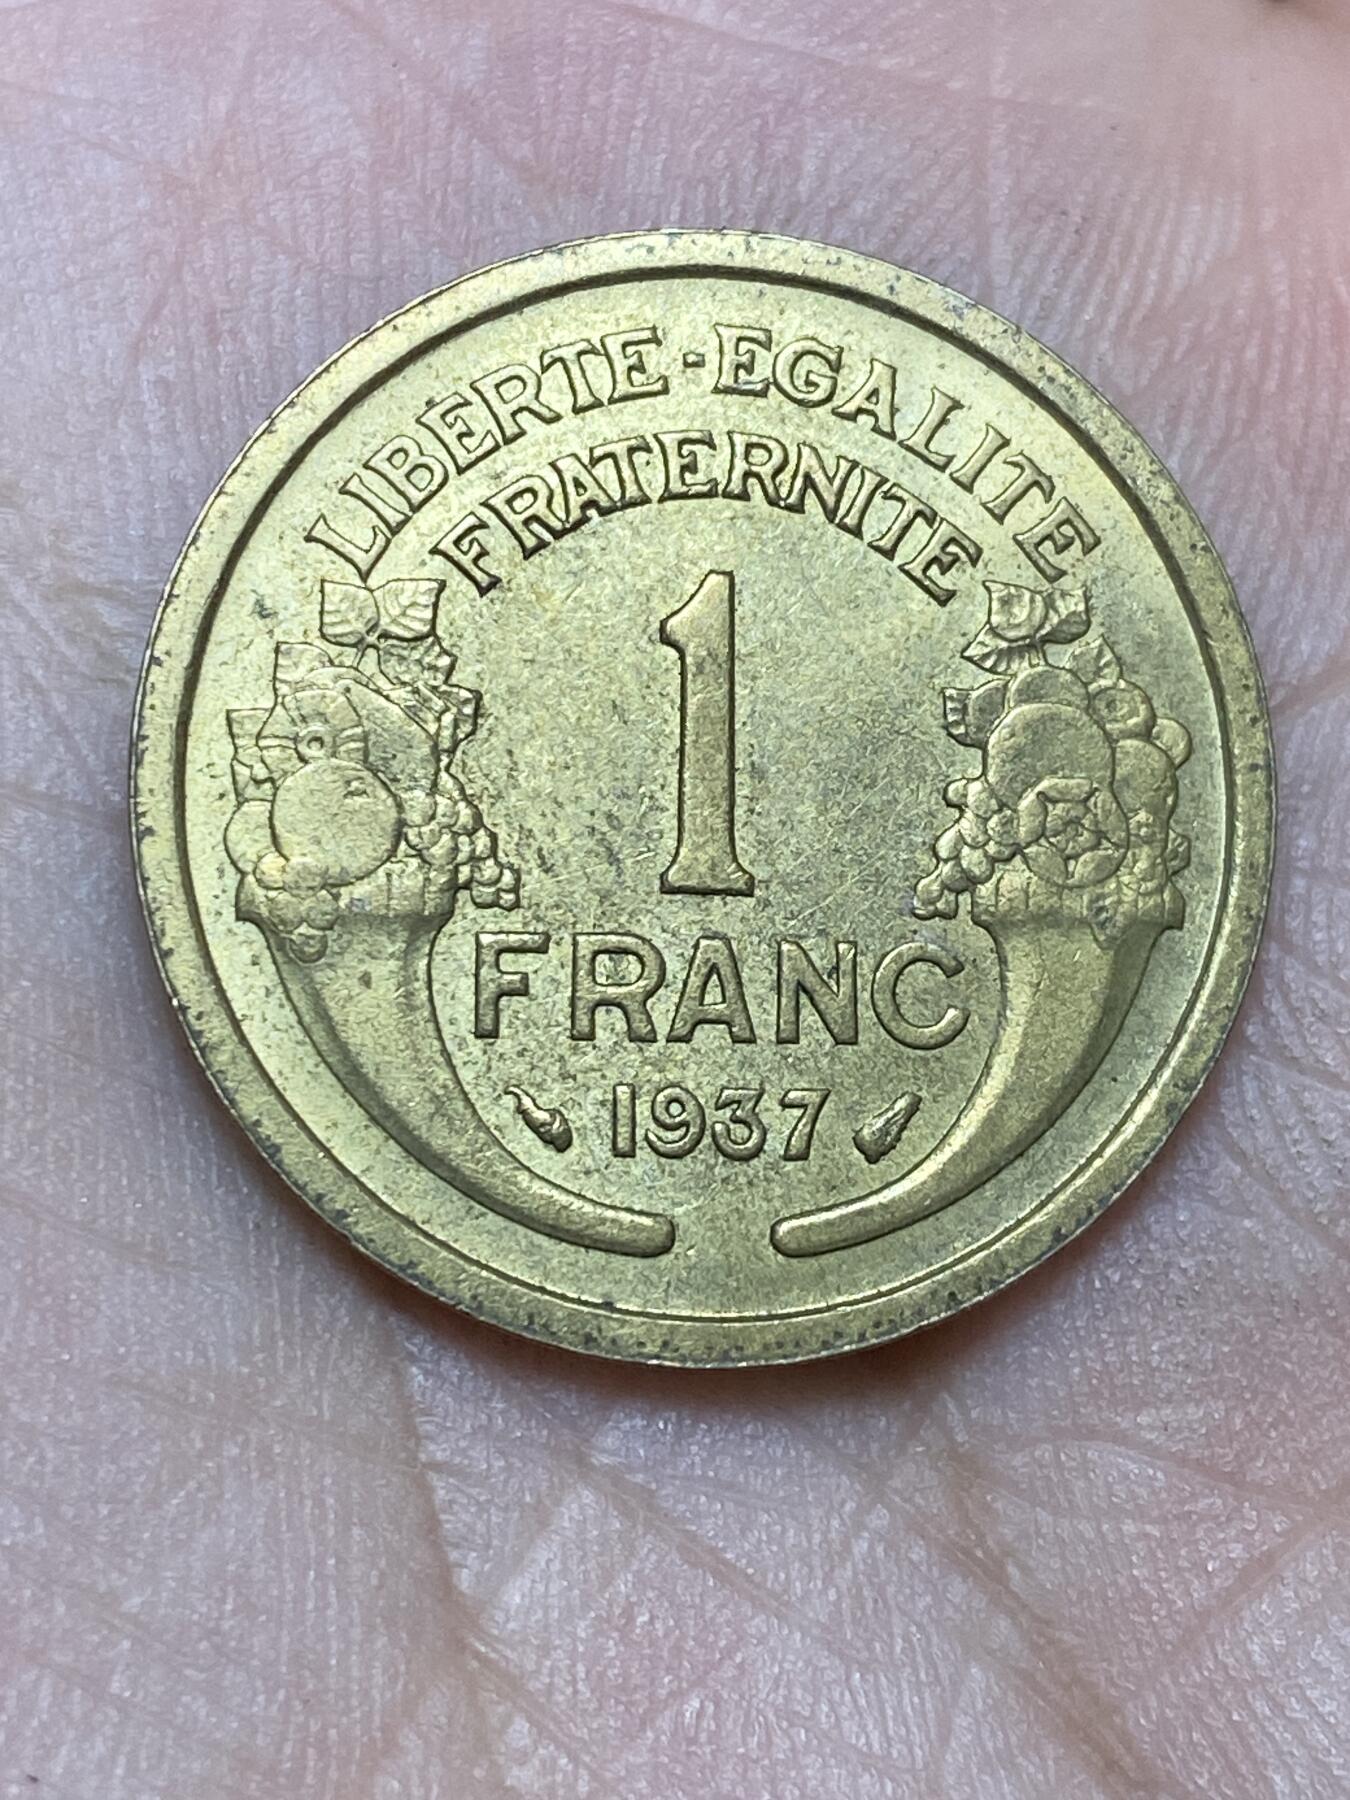 LIBERTE - EGALITE
FRATERNITE
1
FRANC
1937